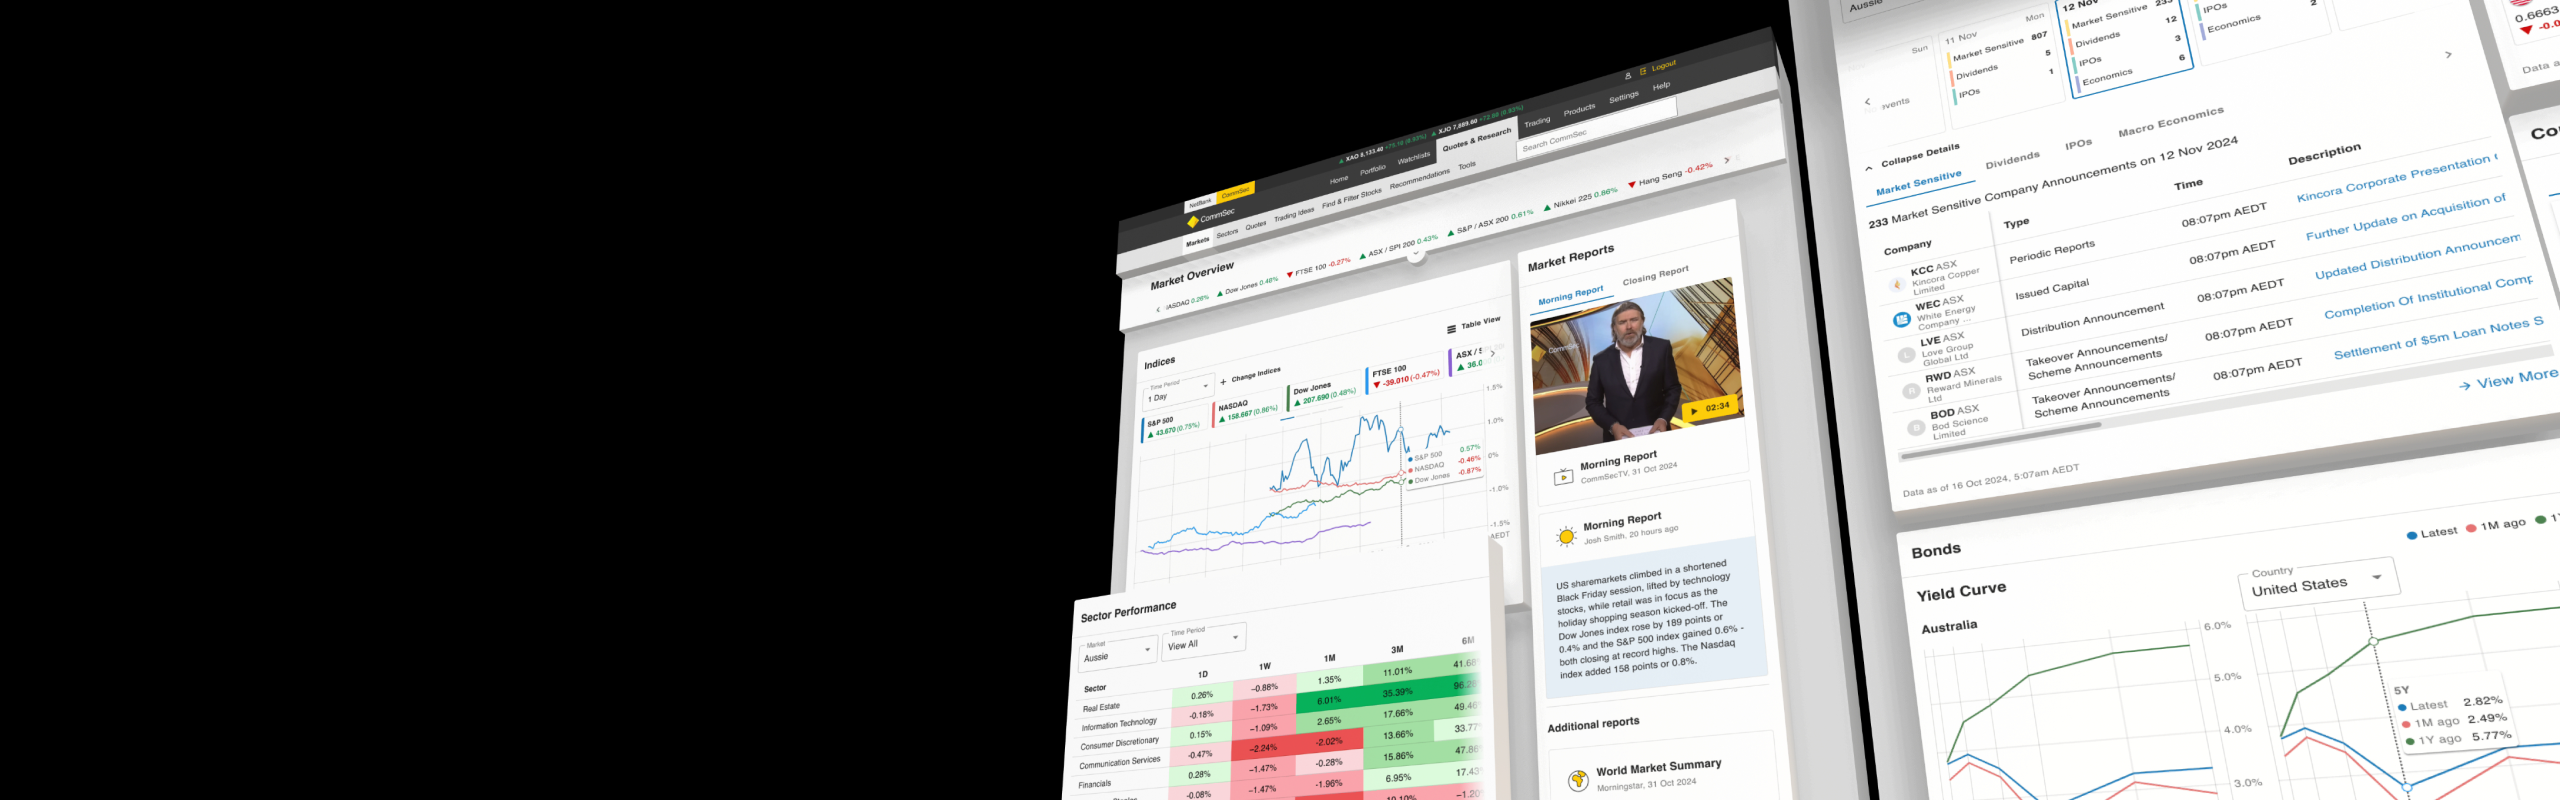 XAO 8,133.40 +75.10 (0.93%) XJO 7,889.60 +72.80 (0.93%)
Logout
NetBank CommSec
CommSec
Home Portfolio Watchlists Quotes & Research Trading Products Settings Help
Markets Sectors Quotes Trading Ideas Find & Filter Stocks Recommendations Tools
Search CommSec
Market Overview
ASDAQ 0.28% Dow Jones 0.48% FTSE 100 -0.27% ASX / SPI 200 0.43% S&P / ASX 200 0.61% Nikkei 225 0.86% Hang Seng -0.42%
Indices
Table View
Time Period
1 Day
Change Indices
S&P 500
43.670 (0.75%)
NASDAQ
158.667 (0.86%)
Dow Jones
207.690 (0.48%)
FTSE 100
-39.010 (-0.47%)
ASX / S
36.0
1.5%
1.0%
0%
-1.0%
-1.5%
AEDT
S&P 500 0.57%
NASDAQ -0.46%
Dow Jones -0.87%
Sector Performance
Market
Aussie
Time Period
View All
Sector 1D 1W 1M 3M 6M
Real Estate 0.26% -0.88% 1.35% 11.01% 41.68
Information Technology -0.18% -1.73% 6.01% 35.39% 96.26
Consumer Discretionary 0.15% -1.09% 2.65% 17.66% 49.46
Communication Services -0.47% -2.24% -2.02% 13.66% 33.77
Financials 0.28% -1.47% -0.28% 15.86% 47.86
-0.08% -1.47% -1.96% 6.95% 17.43
10.10% -1.20
Market Reports
Morning Report Closing Report
CommSec
02:34
Morning Report
CommSecTV, 31 Oct 2024
Morning Report
Josh Smith, 20 hours ago
US sharemarkets climbed in a shortened
Black Friday session, lifted by technology
stocks, while retail was in focus as the
holiday shopping season kicked-off. The
Dow Jones index rose by 189 points or
0.4% and the S&P 500 index gained 0.6% -
both closing at record highs. The Nasdaq
index added 158 points or 0.8%.
Additional reports
World Market Summary
Morningstar, 31 Oct 2024
Aussie
Sun
events
Mon
11 Nov
Market Sensitive 807
Dividends 5
IPOs 1
12 Nov
Market Sensitive 233
Dividends 12
IPOs 3
Economics 6
IPOs
Economics 2
0.6663
-0.0
Data a
Collapse Details
Market Sensitive Dividends IPOs Macro Economics
233 Market Sensitive Company Announcements on 12 Nov 2024
Company Type Time Description
KCC ASX
Kincora Copper
Limited
Periodic Reports 08:07pm AEDT Kincora Corporate Presentation
WEC ASX
White Energy
Company ...
Issued Capital 08:07pm AEDT Further Update on Acquisition of
LVE ASX
Love Group
Global Ltd
Distribution Announcement 08:07pm AEDT Updated Distribution Announcem
RWD ASX
Reward Minerals
Ltd
Takeover Announcements/
Scheme Announcements
08:07pm AEDT Completion Of Institutional Comp
BOD ASX
Bod Science
Limited
Takeover Announcements/
Scheme Announcements
08:07pm AEDT Settlement of $5m Loan Notes S
View More
Data as of 16 Oct 2024, 5:07am AEDT
Co
Bonds
Latest 1M ago 1
Yield Curve
Country
United States
Australia
6.0%
5.0%
4.0%
3.0%
5Y
Latest 2.82%
1M ago 2.49%
1Y ago 5.77%